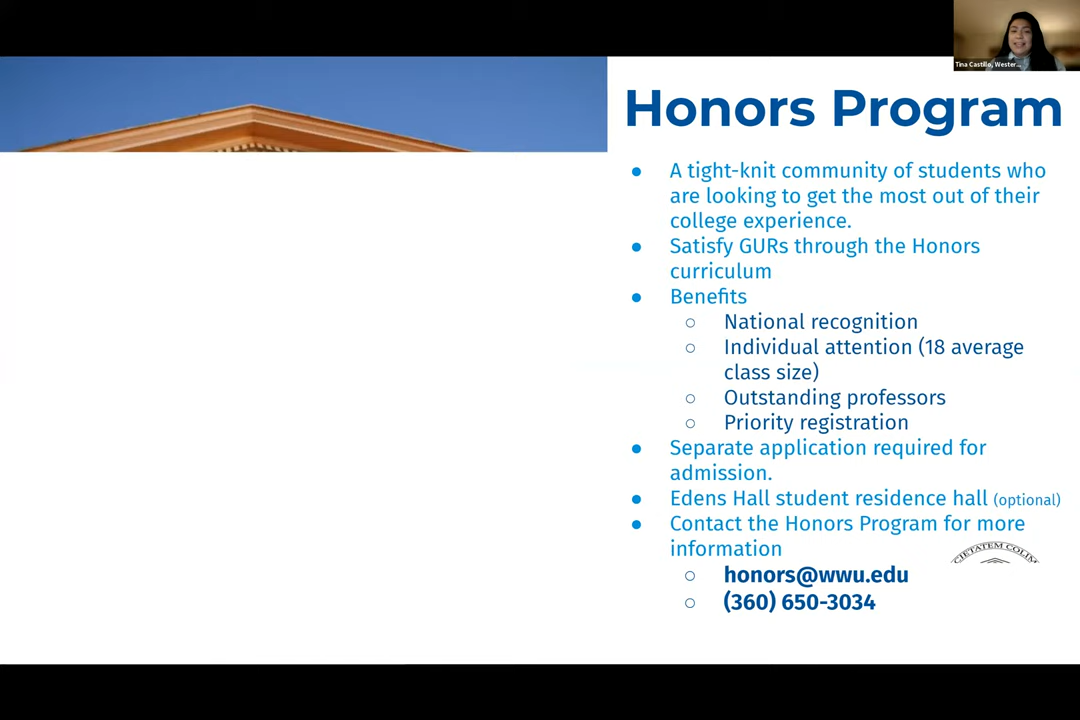 Tina Castillo, Wester...
Honors Program
● A tight-knit community of students who
are looking to get the most out of their
college experience.
● Satisfy GURs through the Honors
curriculum
● Benefits
○ National recognition
○ Individual attention (18 average
class size)
○ Outstanding professors
○ Priority registration
● Separate application required for
admission.
● Edens Hall student residence hall (optional)
● Contact the Honors Program for more
information
CIETATEM COLIM
○ honors@wwu.edu
○ (360) 650-3034